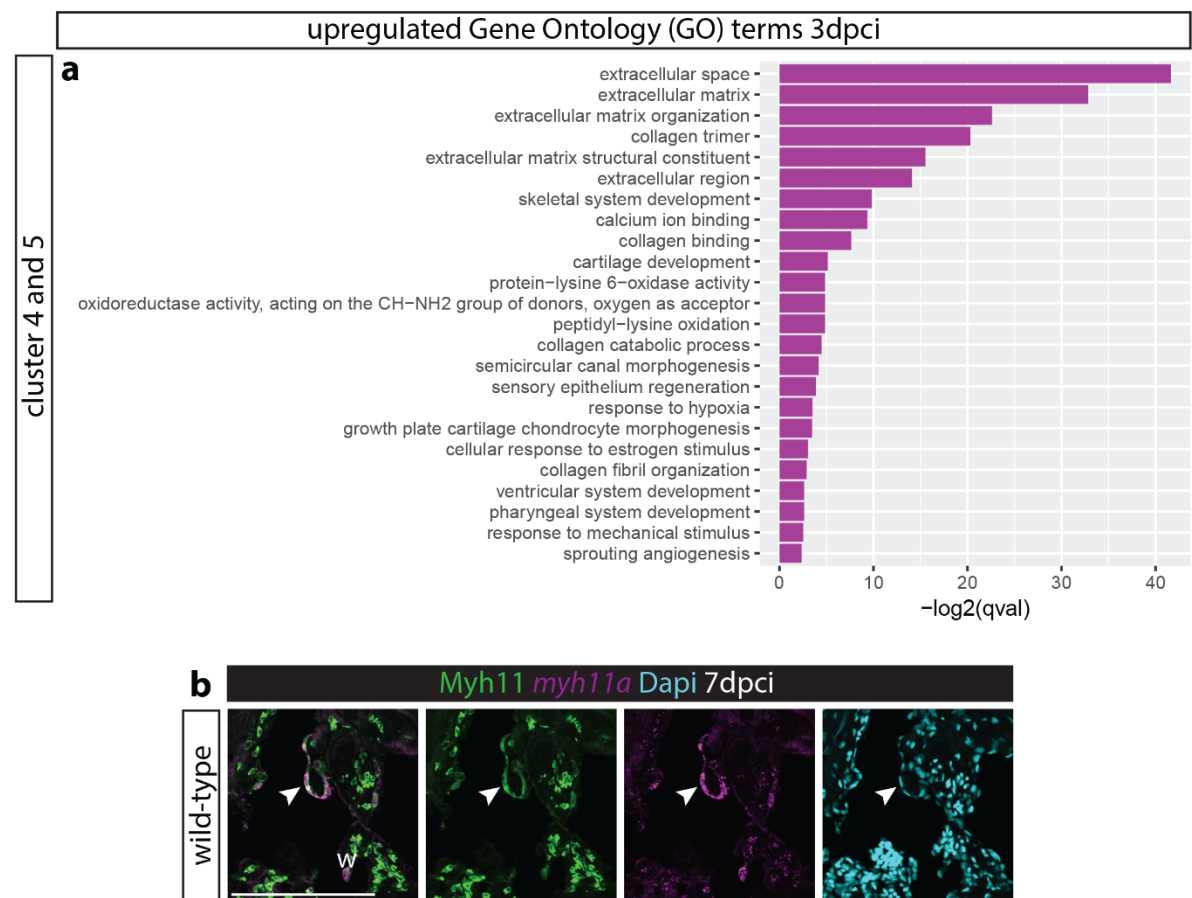 upregulated Gene Ontology (GO) terms 3dpci
cluster 4 and 5
a
extracellular space
extracellular matrix
extracellular matrix organization
collagen trimer
extracellular matrix structural constituent
extracellular region
skeletal system development
calcium ion binding
collagen binding
cartilage development
protein−lysine 6−oxidase activity
oxidoreductase activity, acting on the CH−NH2 group of donors, oxygen as acceptor
peptidyl−lysine oxidation
collagen catabolic process
semicircular canal morphogenesis
sensory epithelium regeneration
response to hypoxia
growth plate cartilage chondrocyte morphogenesis
cellular response to estrogen stimulus
collagen fibril organization
ventricular system development
pharyngeal system development
response to mechanical stimulus
sprouting angiogenesis
0 10 20 30 40
−log2(qval)
b
Myh11 myh11a Dapi 7dpci
wild-type
w